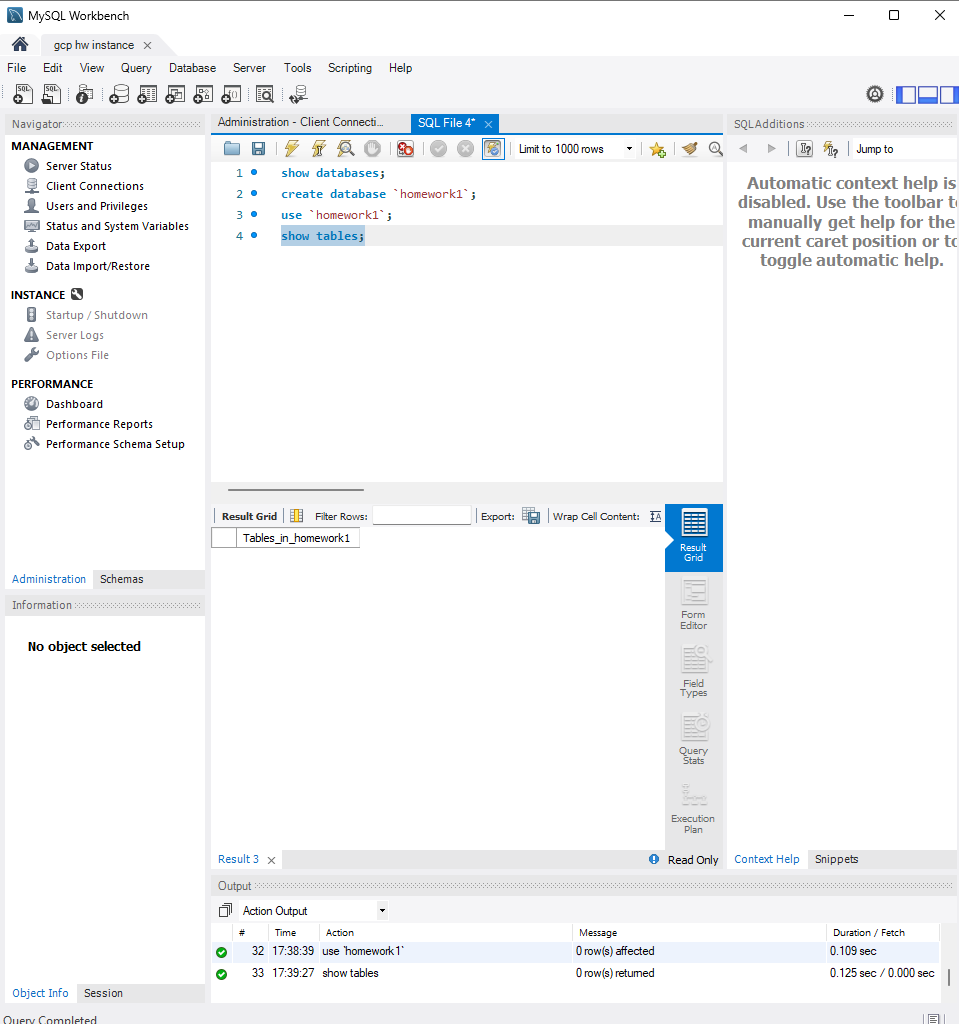 MySQL Workbench
gcp hw instance
File Edit View Query Database Server Tools Scripting Help
Navigator
MANAGEMENT
Server Status
Client Connections
Users and Privileges
Status and System Variables
Data Export
Data Import/Restore
INSTANCE
Startup / Shutdown
Server Logs
Options File
PERFORMANCE
Dashboard
Performance Reports
Performance Schema Setup
Administration Schemas
Information
No object selected
Object Info Session
Query Completed
Administration - Client Connecti... SQL File 4*
Limit to 1000 rows
1 show databases;
2 create database `homework1`;
3 use `homework1`;
4 show tables;
Result Grid Filter Rows: Export: Wrap Cell Content: IA
Tables_in_homework1
Result Grid
Form Editor
Field Types
Query Stats
Execution Plan
Result 3 Read Only
SQLAdditions
Jump to
Automatic context help is
disabled. Use the toolbar to
manually get help for the
current caret position or to
toggle automatic help.
Context Help Snippets
Output
Action Output
# Time Action Message Duration / Fetch
32 17:38:39 use `homework1` 0 row(s) affected 0.109 sec
33 17:39:27 show tables 0 row(s) returned 0.125 sec / 0.000 sec